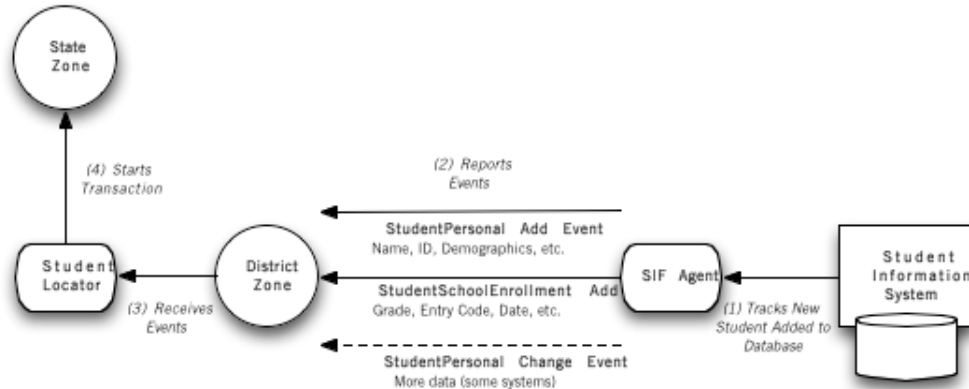 State
Zone
(4) Starts
Transaction
(2) Reports
Events
StudentPersonal Add Event
Name, ID, Demographics, etc.
Student
Locator
District
Zone
SIF Agent
Student
Information
System
StudentSchoolEnrollment Add
Grade, Entry Code, Date, etc.
(3) Receives
Events
(1) Tracks New
Student Added to
Database
StudentPersonal Change Event
More data (some systems)